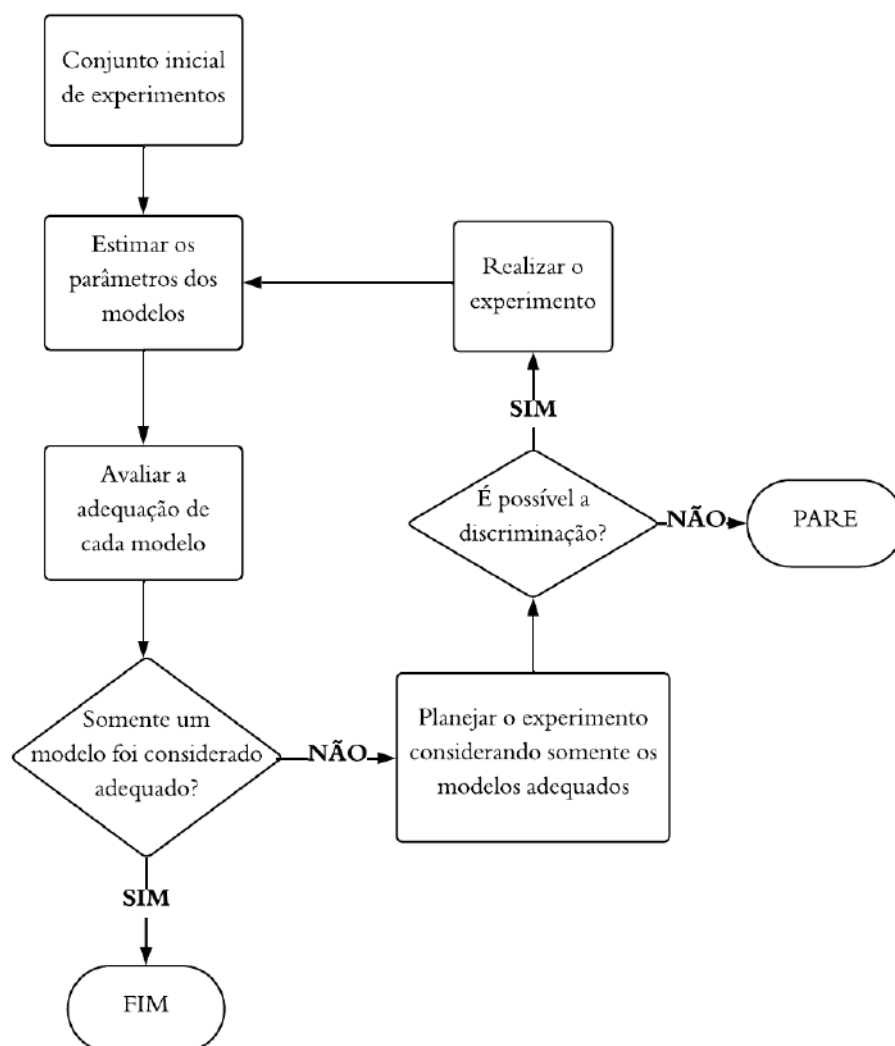 Conjunto inicial
de experimentos
Estimar os
parâmetros dos
modelos
Realizar o
experimento
SIM
Avaliar a
adequação de
cada modelo
É possível a
discriminação?
NÃO
PARE
Somente um
modelo foi considerado
adequado?
NÃO
Planejar o experimento
considerando somente os
modelos adequados
SIM
FIM